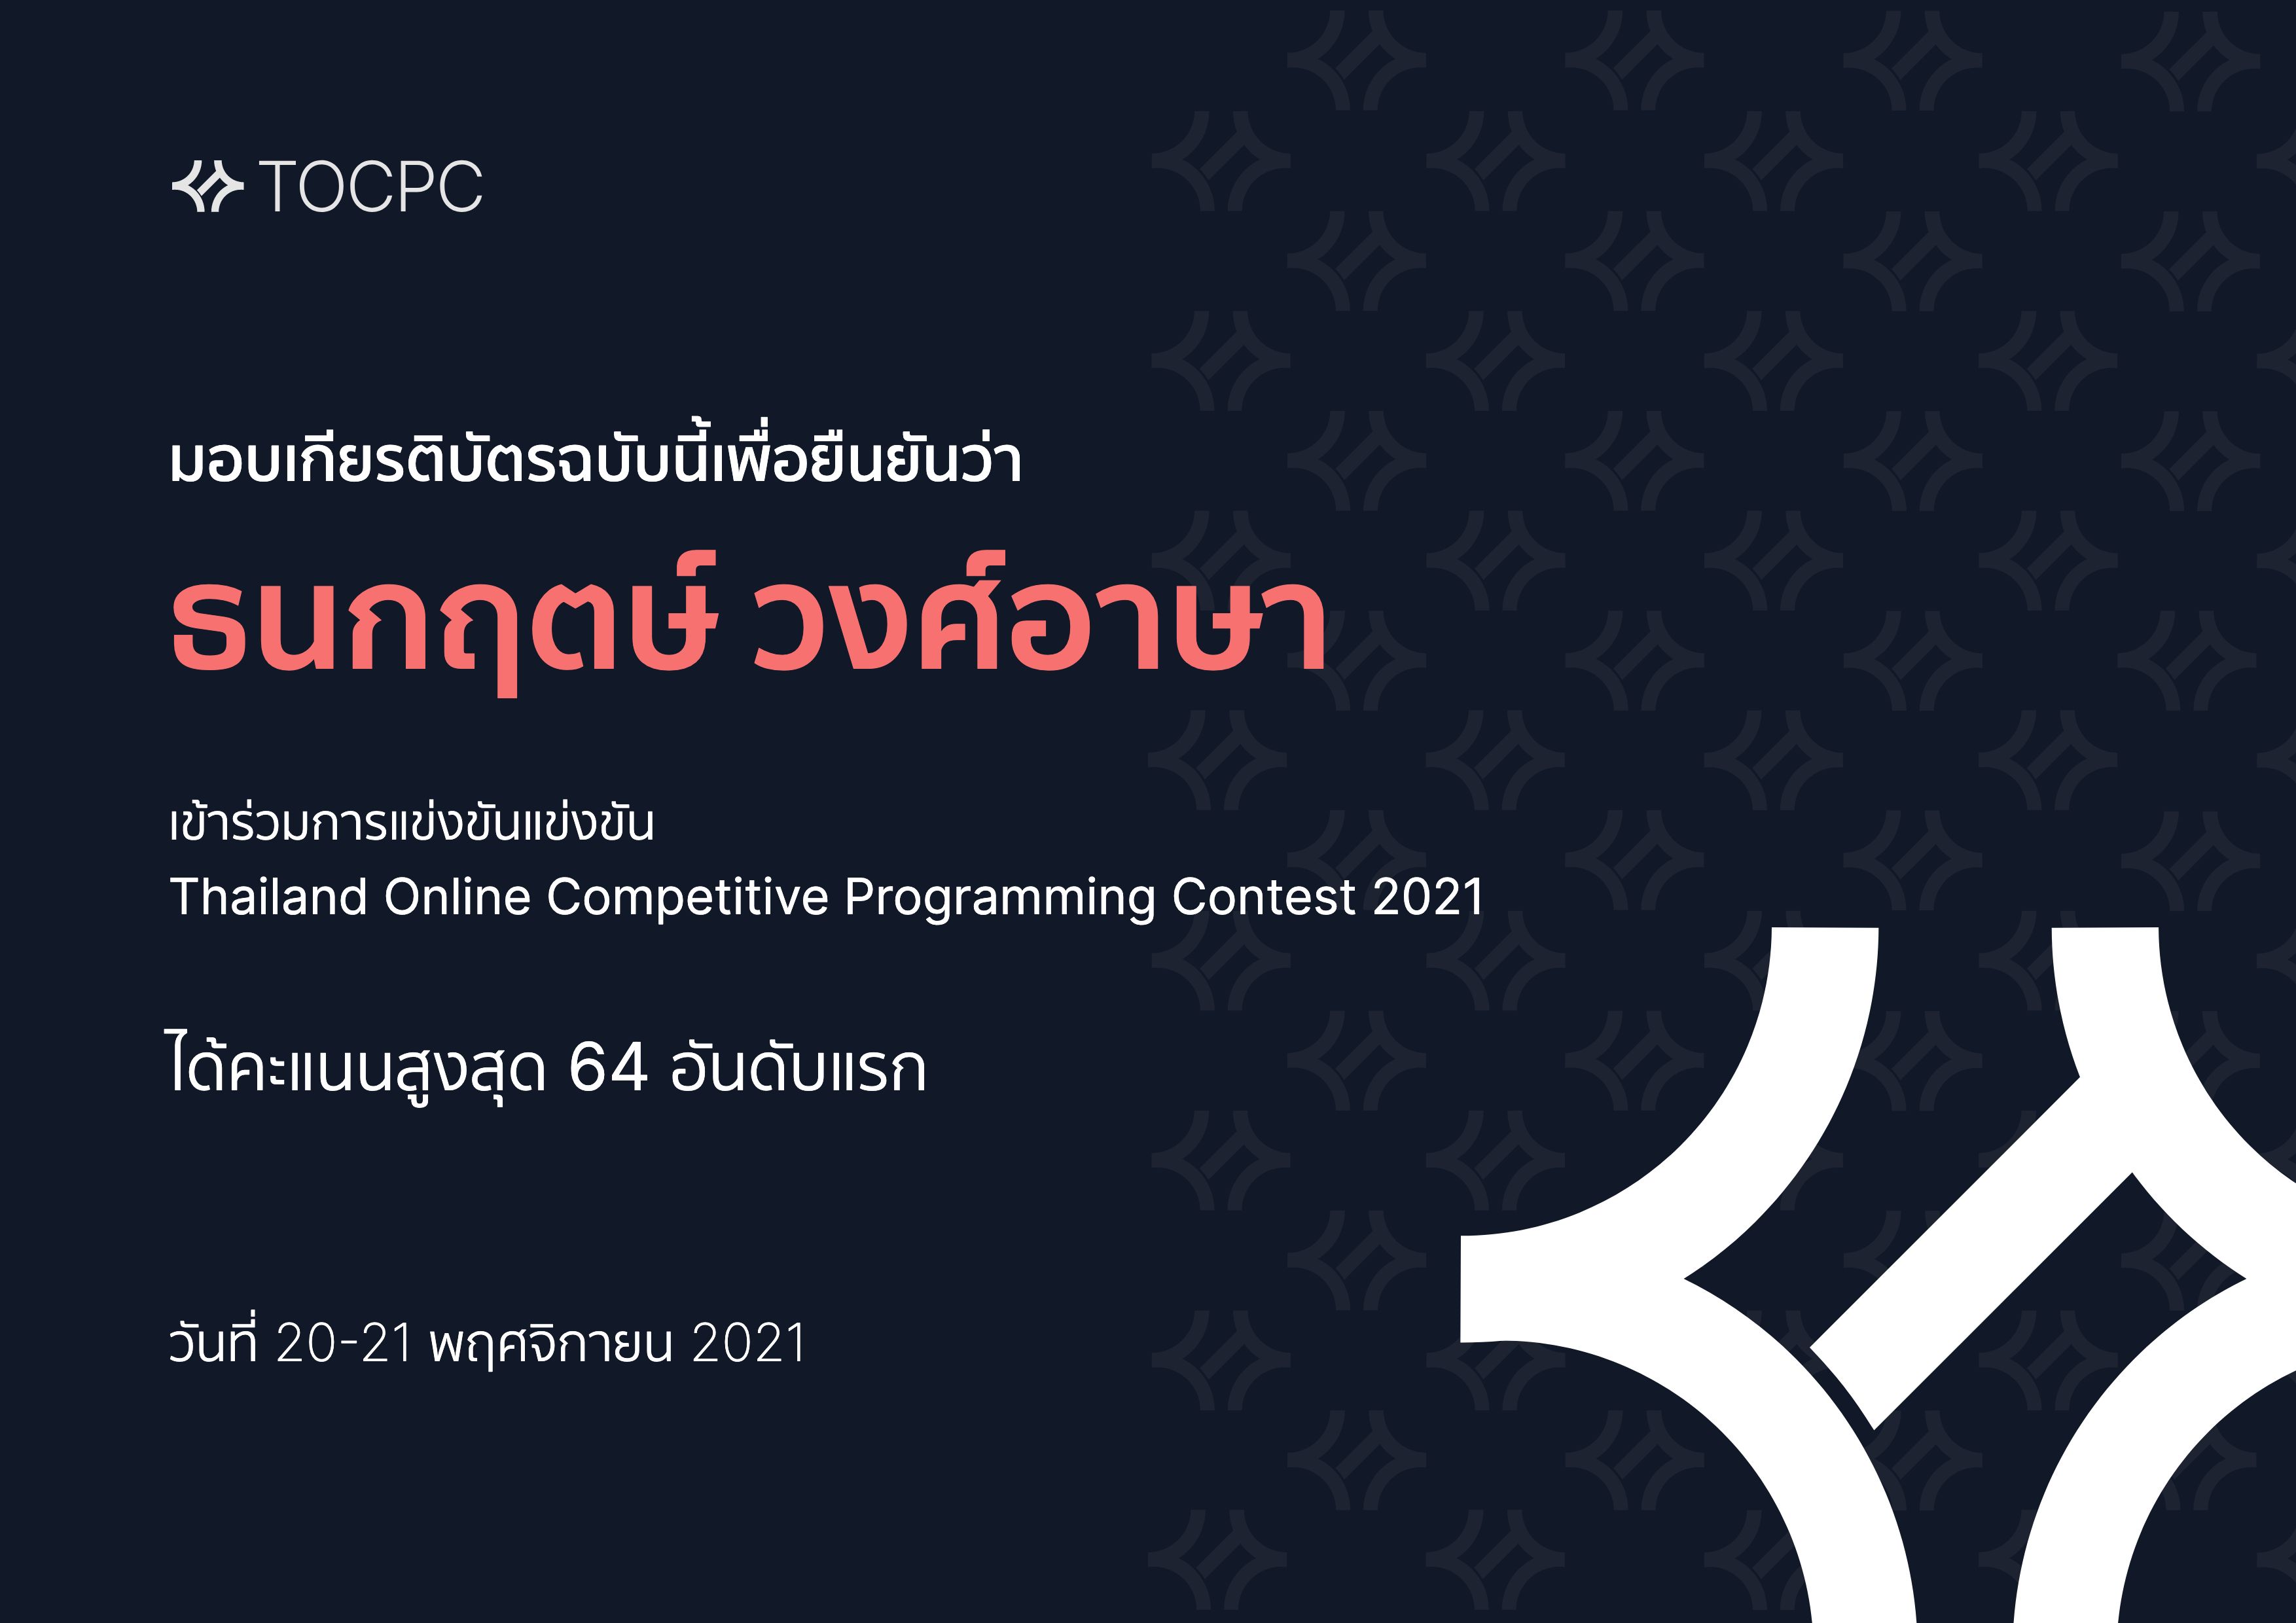 TOCPC
มอบเกียรติบัตรฉบับนี้เพื่อยืนยันว่า
ธนกฤตษ์ วงศ์อาษา
เข้าร่วมการแข่งขันแข่งขัน
Thailand Online Competitive Programming Contest 2021
ได้คะแนนสูงสุด 64 อันดับแรก
วันที่ 20-21 พฤศจิกายน 2021